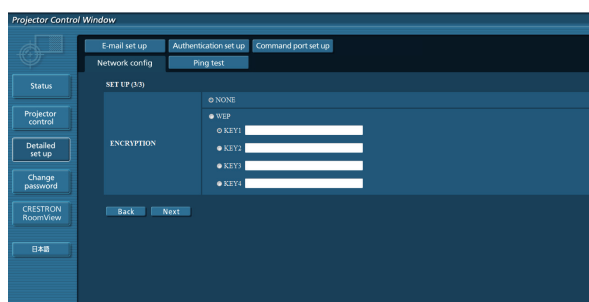 Projector Control Window
E-mail set up
Authentication set up
Command port set up
Network config
Ping test
Status
Projector
control
Detailed
set up
Change
password
CRESTRON
RoomView
日本語
SET UP (3/3)
ENCRYPTION
NONE
WEP
KEY1
KEY2
KEY3
KEY4
Back
Next